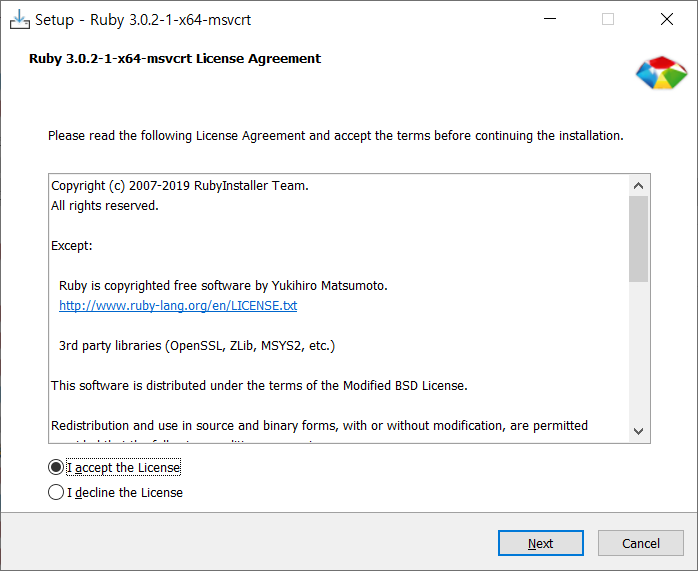 Setup - Ruby 3.0.2-1-x64-msvcrt
Ruby 3.0.2-1-x64-msvcrt License Agreement
Please read the following License Agreement and accept the terms before continuing the installation.
Copyright (c) 2007-2019 RubyInstaller Team.
All rights reserved.
Except:
Ruby is copyrighted free software by Yukihiro Matsumoto.
http://www.ruby-lang.org/en/LICENSE.txt
3rd party libraries (OpenSSL, ZLib, MSYS2, etc.)
This software is distributed under the terms of the Modified BSD License.
Redistribution and use in source and binary forms, with or without modification, are permitted
I accept the License
I decline the License
Next
Cancel